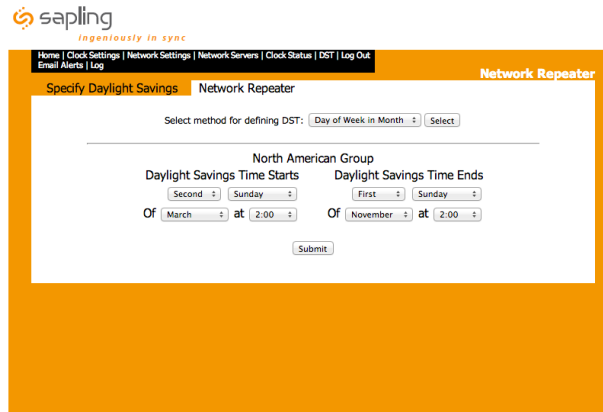 sapling
ingeniously in sync
Home | Clock Settings | Network Settings | Network Servers | Clock Status | DST | Log Out
Email Alerts | Log
Network Repeater
Specify Daylight Savings Network Repeater
Select method for defining DST: Day of Week in Month Select
North American Group
Daylight Savings Time Starts Daylight Savings Time Ends
Second Sunday First Sunday
Of March at 2:00 Of November at 2:00
Submit